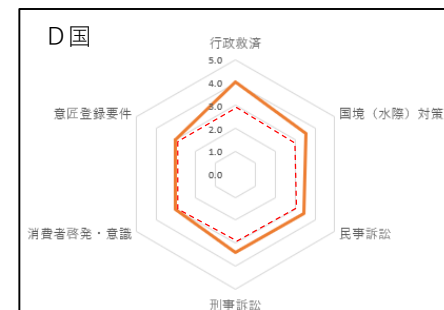 D国
行政救済
5.0
4.0
3.0
2.0
1.0
0.0
意匠登録要件
国境（水際）対策
消費者啓発・意識
民事訴訟
刑事訴訟